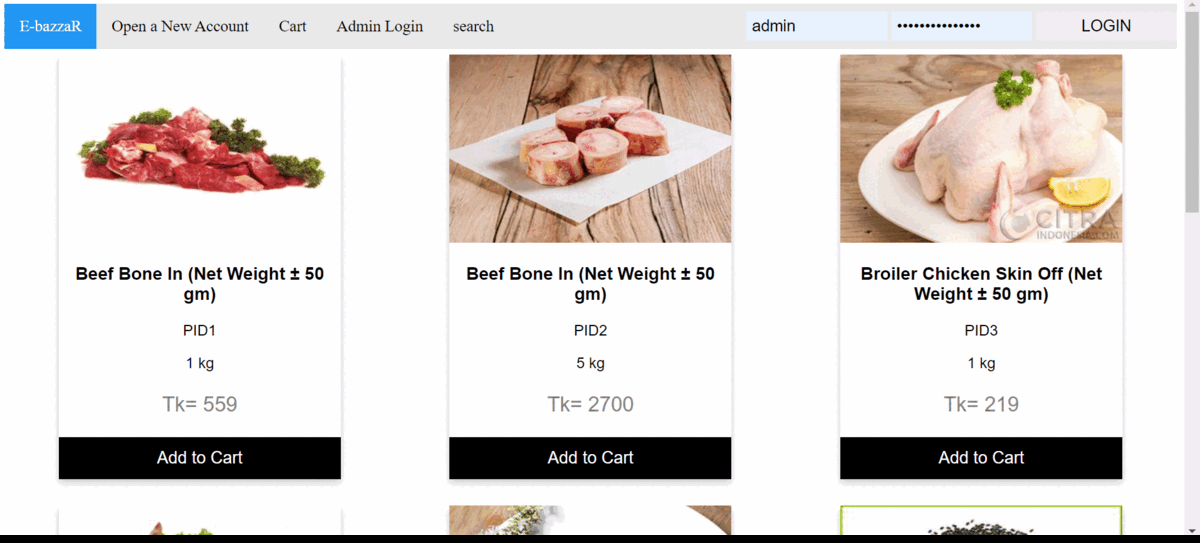 E-bazzaR Open a New Account Cart Admin Login search admin ••••••••••••••• LOGIN
CITRA
INDONESIA.COM
Beef Bone In (Net Weight ± 50
gm)
PID1
1 kg
Tk= 559
Add to Cart
Beef Bone In (Net Weight ± 50
gm)
PID2
5 kg
Tk= 2700
Add to Cart
Broiler Chicken Skin Off (Net
Weight ± 50 gm)
PID3
1 kg
Tk= 219
Add to Cart